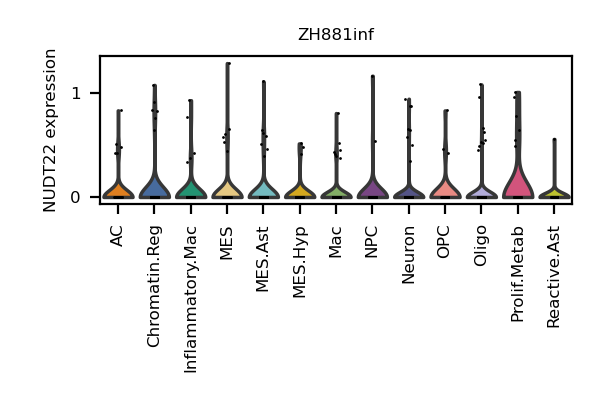 ZH881inf
NUDT22 expression
1
0
AC
Chromatin.Reg
Inflammatory.Mac
MES
MES.Ast
MES.Hyp
Mac
NPC
Neuron
OPC
Oligo
Prolif.Metab
Reactive.Ast